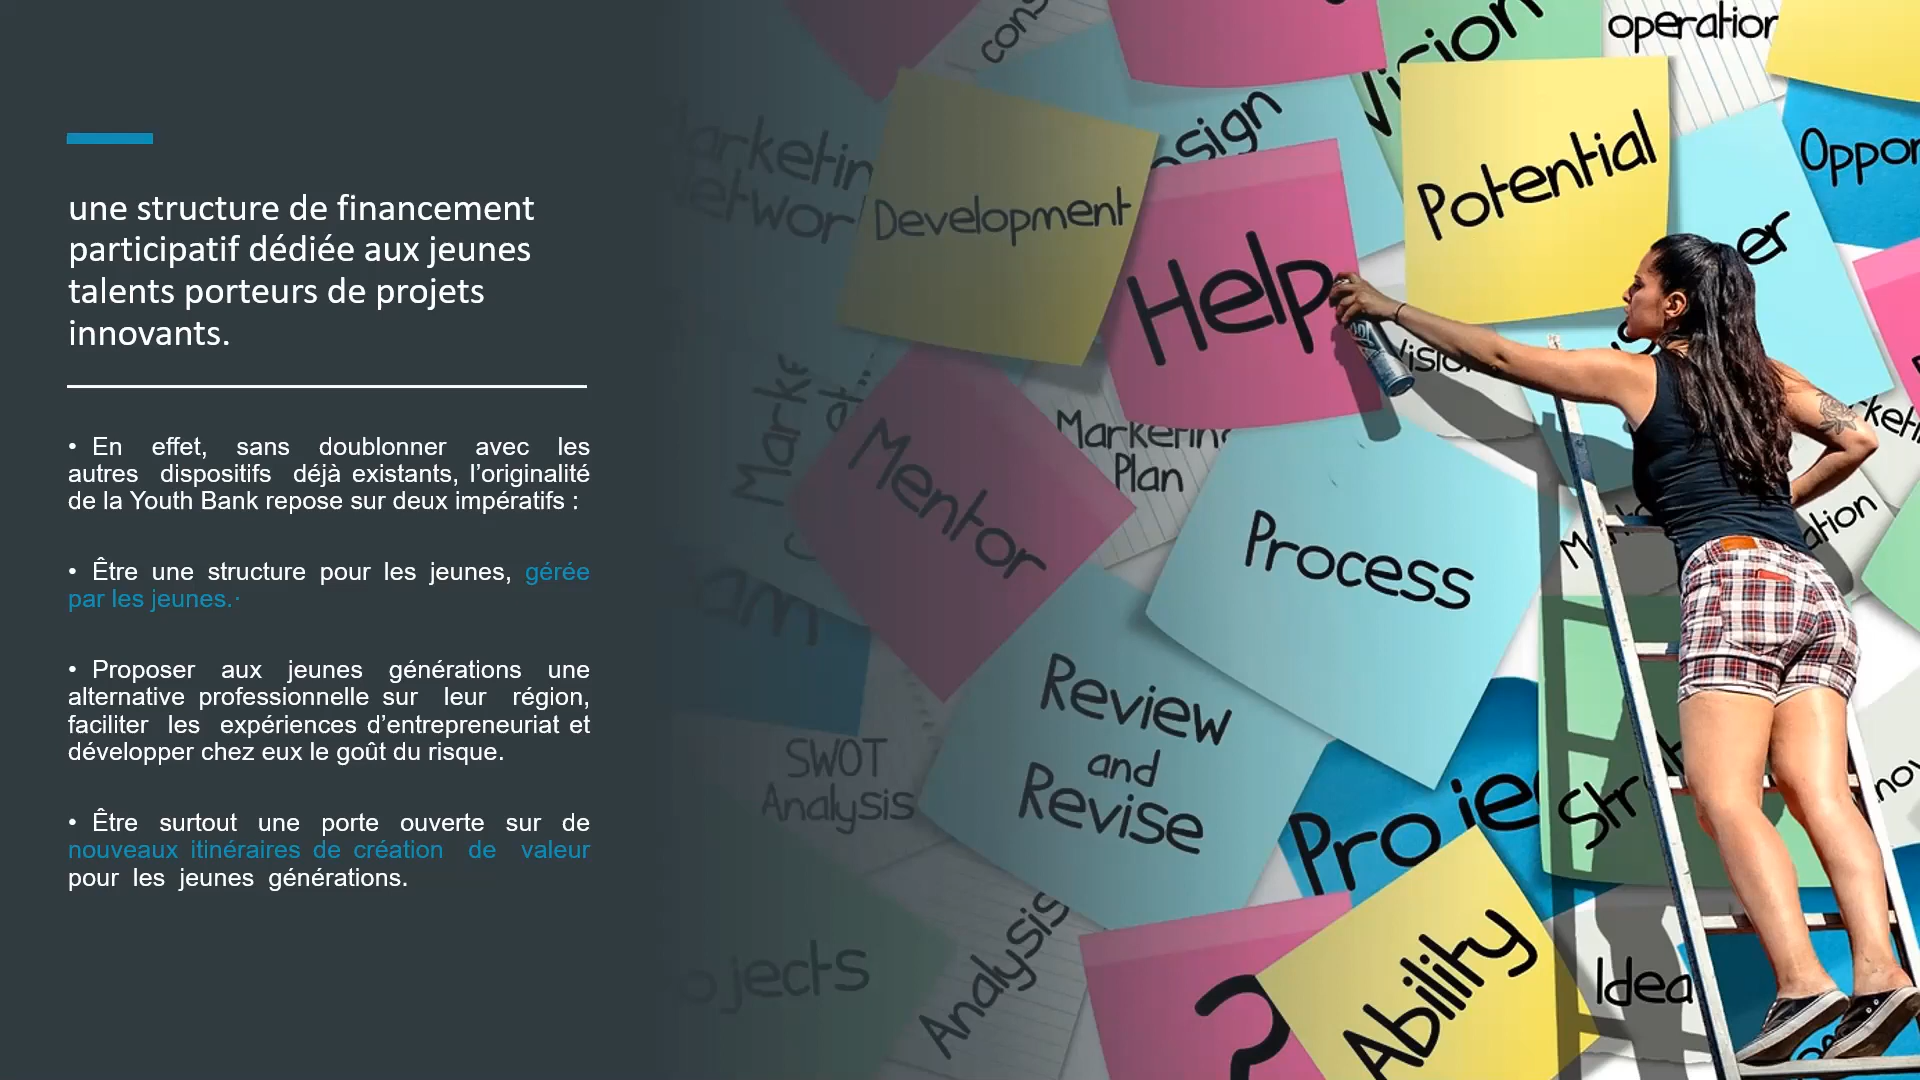 une structure de financement
participatif dédiée aux jeunes
talents porteurs de projets
innovants.
• En effet, sans doublonner avec les
autres dispositifs déjà existants, l’originalité
de la Youth Bank repose sur deux impératifs :
• Être une structure pour les jeunes, gérée
par les jeunes.·
• Proposer aux jeunes générations une
alternative professionnelle sur leur région,
faciliter les expériences d’entrepreneuriat et
développer chez eux le goût du risque.
• Être surtout une porte ouverte sur de
nouveaux itinéraires de création de valeur
pour les jeunes générations.
Vision
Potential
Development
Help
Mentor
Marketing
Plan
Process
Review
and
Revise
SWOT
Analysis
Analysis
?
Ability
Idea